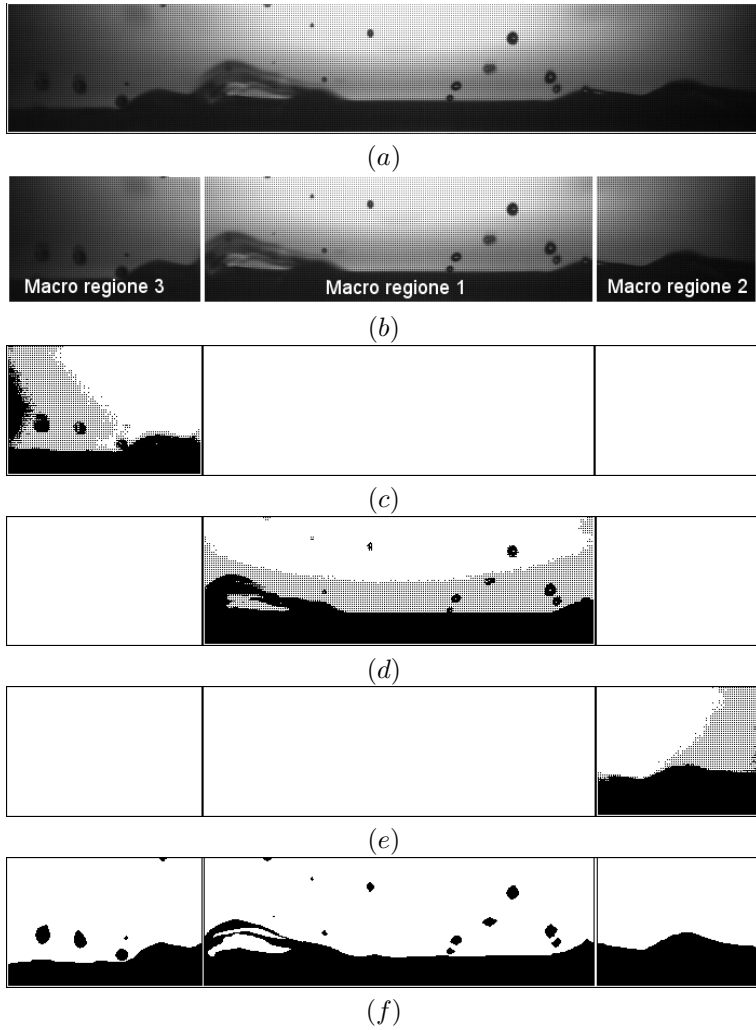 (a)
Macro regione 3
Macro regione 1
Macro regione 2
(b)
(c)
(d)
(e)
(f)